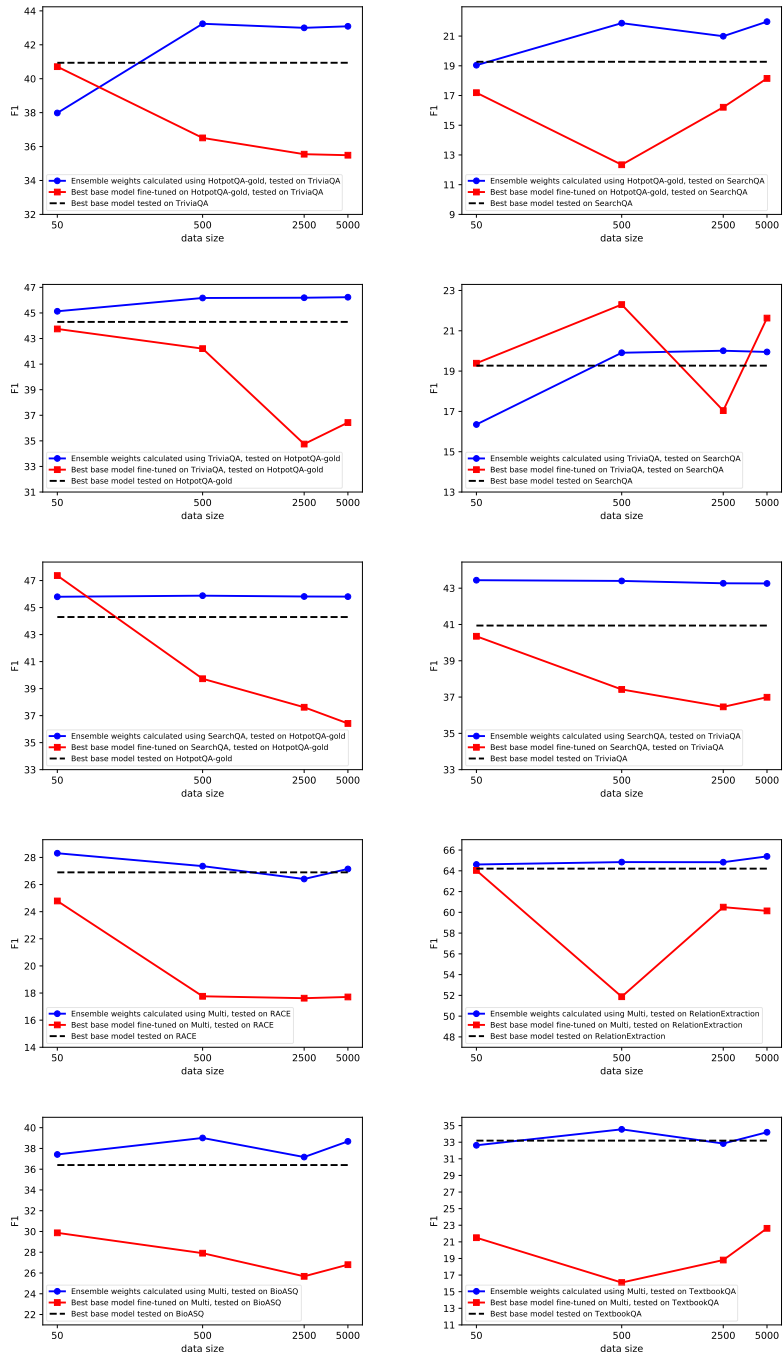 44
42
40
38
36
34
32
F1
Ensemble weights calculated using HotpotQA-gold, tested on TriviaQA
Best base model fine-tuned on HotpotQA-gold, tested on TriviaQA
Best base model tested on TriviaQA
50 500 2500 5000
data size
21
19
17
15
13
11
9
F1
Ensemble weights calculated using HotpotQA-gold, tested on SearchQA
Best base model fine-tuned on HotpotQA-gold, tested on SearchQA
Best base model tested on SearchQA
50 500 2500 5000
data size
47
45
43
41
39
37
35
33
31
F1
Ensemble weights calculated using TriviaQA, tested on HotpotQA-gold
Best base model fine-tuned on TriviaQA, tested on HotpotQA-gold
Best base model tested on HotpotQA-gold
50 500 2500 5000
data size
23
21
19
17
15
13
F1
Ensemble weights calculated using TriviaQA, tested on SearchQA
Best base model fine-tuned on TriviaQA, tested on SearchQA
Best base model tested on SearchQA
50 500 2500 5000
data size
47
45
43
41
39
37
35
33
F1
Ensemble weights calculated using SearchQA, tested on HotpotQA-gold
Best base model fine-tuned on SearchQA, tested on HotpotQA-gold
Best base model tested on HotpotQA-gold
50 500 2500 5000
data size
43
41
39
37
35
33
F1
Ensemble weights calculated using SearchQA, tested on TriviaQA
Best base model fine-tuned on SearchQA, tested on TriviaQA
Best base model tested on TriviaQA
50 500 2500 5000
data size
28
26
24
22
20
18
16
14
F1
Ensemble weights calculated using Multi, tested on RACE
Best base model fine-tuned on Multi, tested on RACE
Best base model tested on RACE
50 500 2500 5000
data size
66
64
62
60
58
56
54
52
50
48
F1
Ensemble weights calculated using Multi, tested on RelationExtraction
Best base model fine-tuned on Multi, tested on RelationExtraction
Best base model tested on RelationExtraction
50 500 2500 5000
data size
40
38
36
34
32
30
28
26
24
22
F1
Ensemble weights calculated using Multi, tested on BioASQ
Best base model fine-tuned on Multi, tested on BioASQ
Best base model tested on BioASQ
50 500 2500 5000
data size
35
33
31
29
27
25
23
21
19
17
15
13
11
F1
Ensemble weights calculated using Multi, tested on TextbookQA
Best base model fine-tuned on Multi, tested on TextbookQA
Best base model tested on TextbookQA
50 500 2500 5000
data size